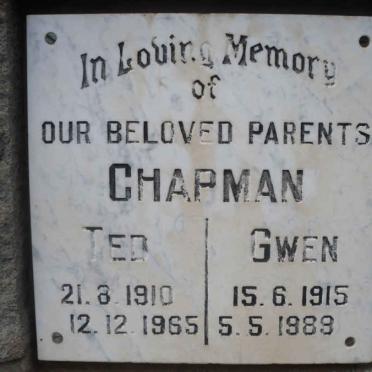 In Loving Memory
of
OUR BELOVED PARENTS
CHAPMAN
TED GWEN
21.8.1910 15.6.1915
12.12.1965 5.5.1989